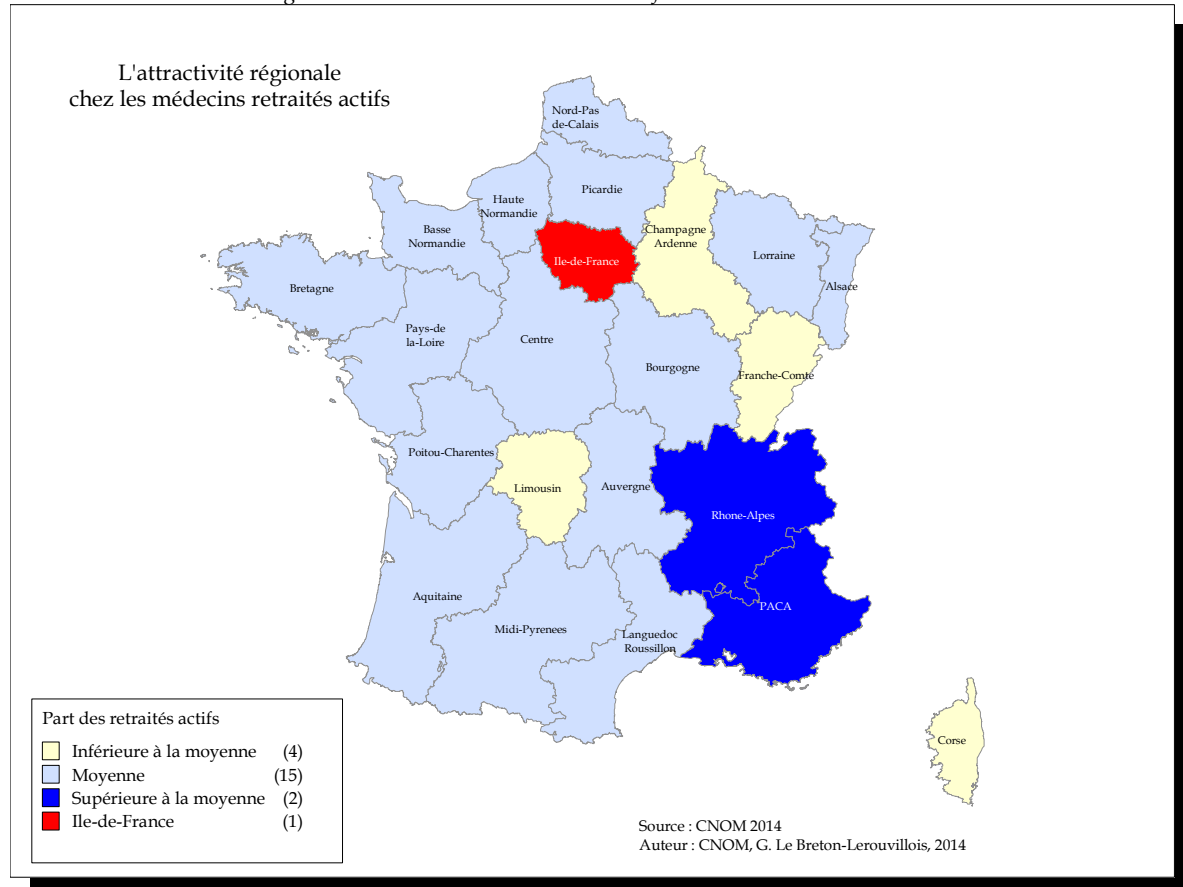 L'attractivité régionale
chez les médecins retraités actifs
Nord-Pas
de-Calais
Picardie
Haute
Normandie
Basse
Normandie
Champagne
Ardenne
Ile-de-France
Lorraine
Alsace
Bretagne
Pays-de
la-Loire
Centre
Bourgogne
Franche-Comté
Poitou-Charentes
Limousin
Auvergne
Rhone-Alpes
Aquitaine
Midi-Pyrenees
Languedoc
Roussillon
PACA
Corse
Part des retraités actifs
Inférieure à la moyenne (4)
Moyenne (15)
Supérieure à la moyenne (2)
Ile-de-France (1)
Source : CNOM 2014
Auteur : CNOM, G. Le Breton-Lerouvillois, 2014